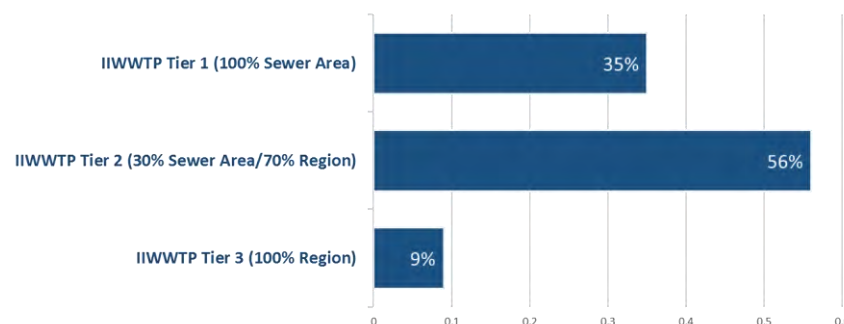 IIWWTP Tier 1 (100% Sewer Area)
35%
IIWWTP Tier 2 (30% Sewer Area/70% Region)
56%
IIWWTP Tier 3 (100% Region)
9%
0 0.1 0.2 0.3 0.4 0.5